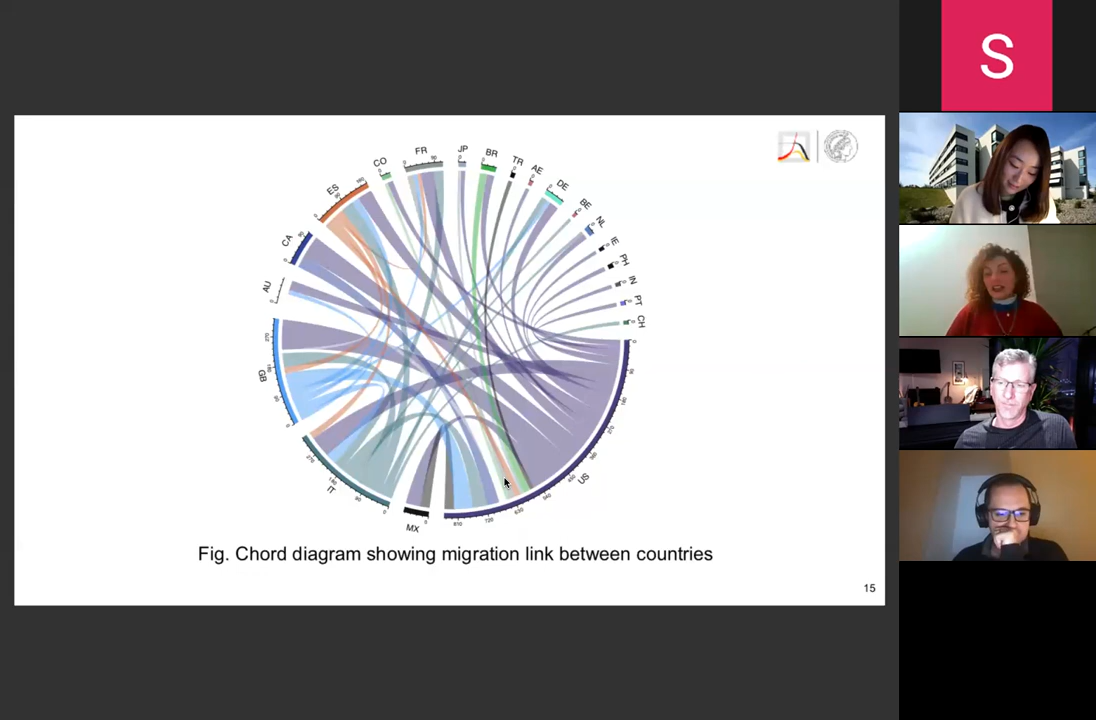 S
FR
JP
BR
TR
AE
DE
BE
NL
IE
PH
IN
PT
CH
CO
ES
CA
AU
GB
IT
MX
US
Fig. Chord diagram showing migration link between countries
15